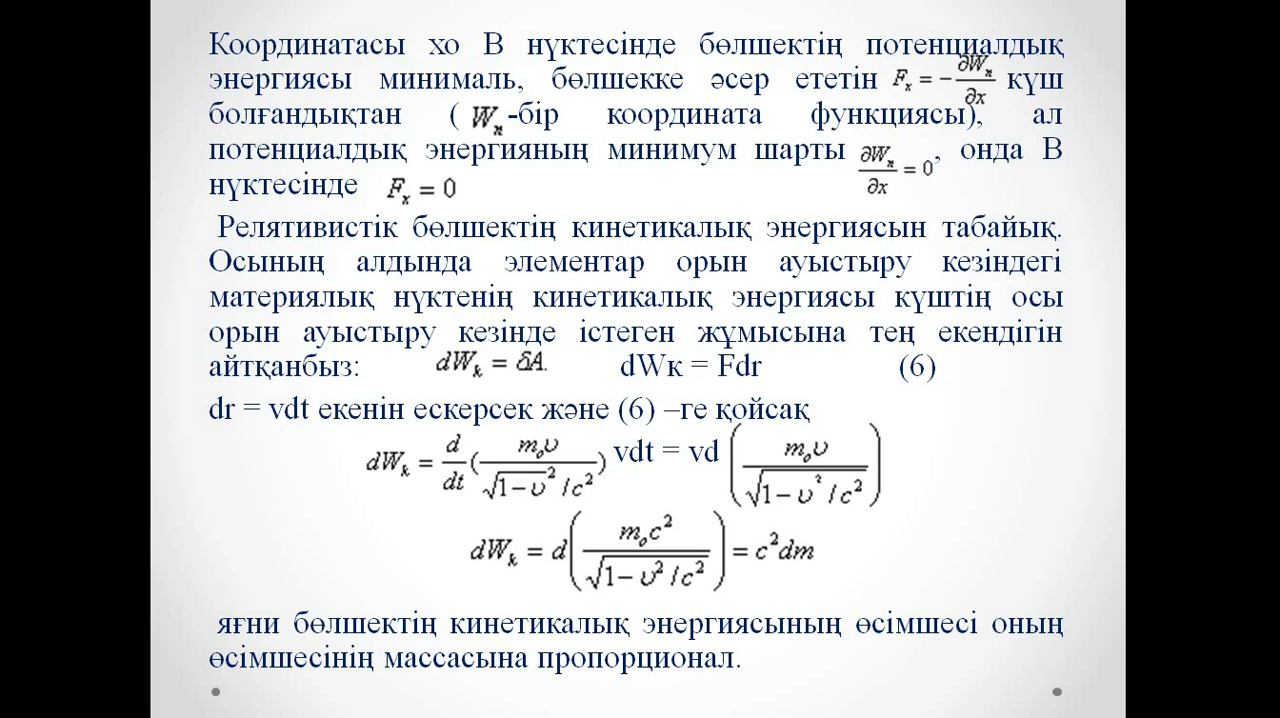 Координатасы хо В нүктесінде бөлшектің потенциалдық
энергиясы минималь, бөлшекке әсер ететін Fₓ = −∂Wₙ/∂x күш
болғандықтан ( Wₙ -бір координата функциясы), ал
потенциалдық энергияның минимум шарты ∂Wₙ/∂x = 0, онда В
нүктесінде Fₓ = 0
Релятивистік бөлшектің кинетикалық энергиясын табайық.
Осының алдында элементар орын ауыстыру кезіндегі
материялық нүктенің кинетикалық энергиясы күштің осы
орын ауыстыру кезінде істеген жұмысына тең екендігін
айтқанбыз: dWₖ = δA. dWк = Fdr (6)
dr = vdt екенін ескерсек және (6) –ге қойсақ
dWₖ = d/dt (m₀υ/√1−υ²/c²) vdt = vd (m₀υ/√1−υ²/c²)
dWₖ = d(m₀c²/√1−υ²/c²) = c²dm
яғни бөлшектің кинетикалық энергиясының өсімшесі оның
өсімшесінің массасына пропорционал.